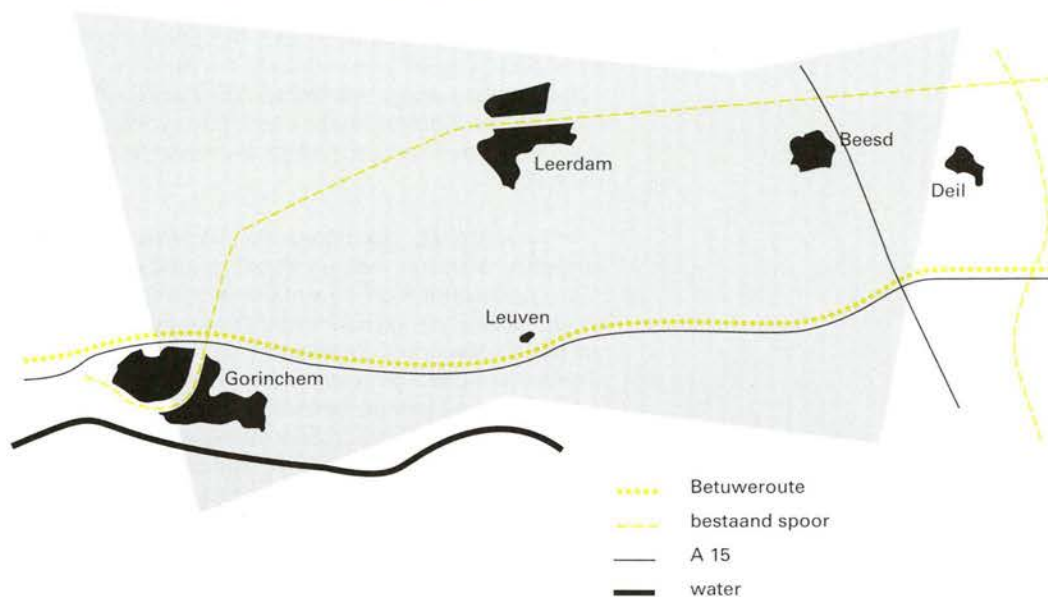 Beesd
Leerdam
Deil
Leuven
Gorinchem
Betuweroute
bestaand spoor
A 15
water